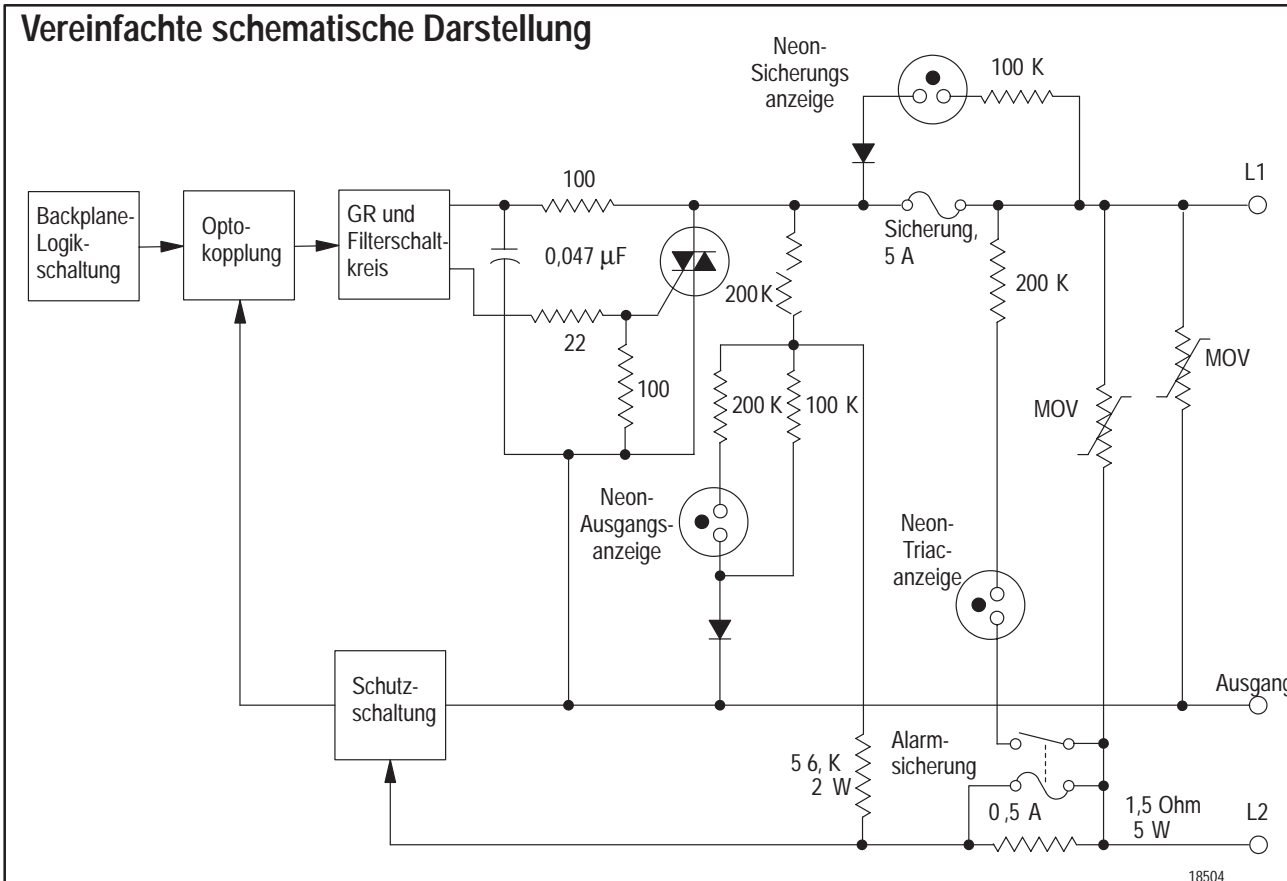 Vereinfachte schematische Darstellung
Neon-
Sicherungs
anzeige
100 K
L1
Backplane-
Logik-
schaltung
Opto-
kopplung
GR und
Filterschalt-
kreis
100
0,047 µF
22
100
200 K
Sicherung,
5 A
200 K
MOV
MOV
200 K
100 K
Neon-
Ausgangs-
anzeige
Neon-
Triac-
anzeige
Schutz-
schaltung
Ausgang
Alarm-
sicherung
5 6, K
2 W
0 ,5 A
1,5 Ohm
5 W
L2
18504